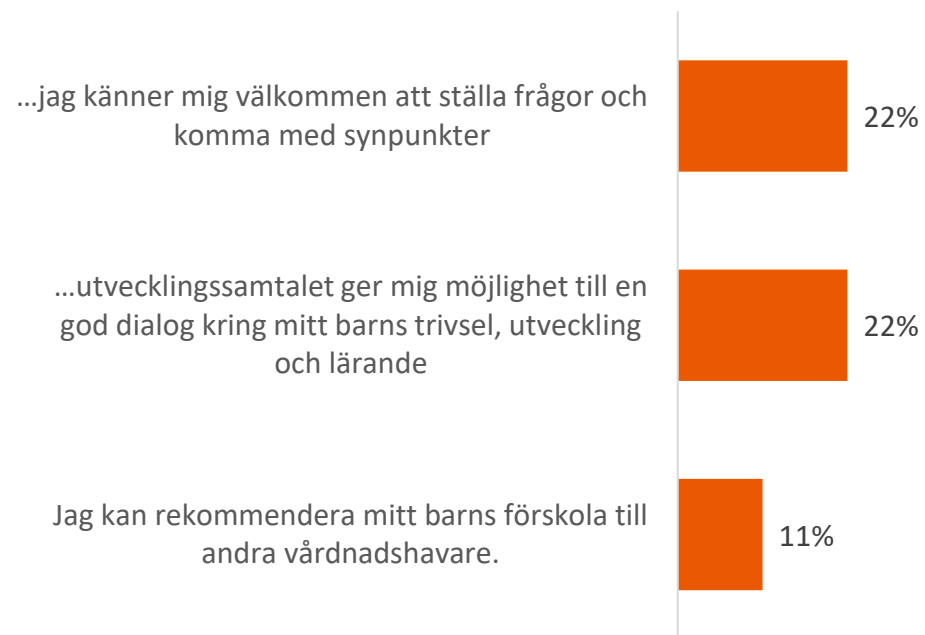 ...jag känner mig välkommen att ställa frågor och
komma med synpunkter
22%
...utvecklingssamtalet ger mig möjlighet till en
god dialog kring mitt barns trivsel, utveckling
och lärande
22%
Jag kan rekommendera mitt barns förskola till
andra vårdnadshavare.
11%